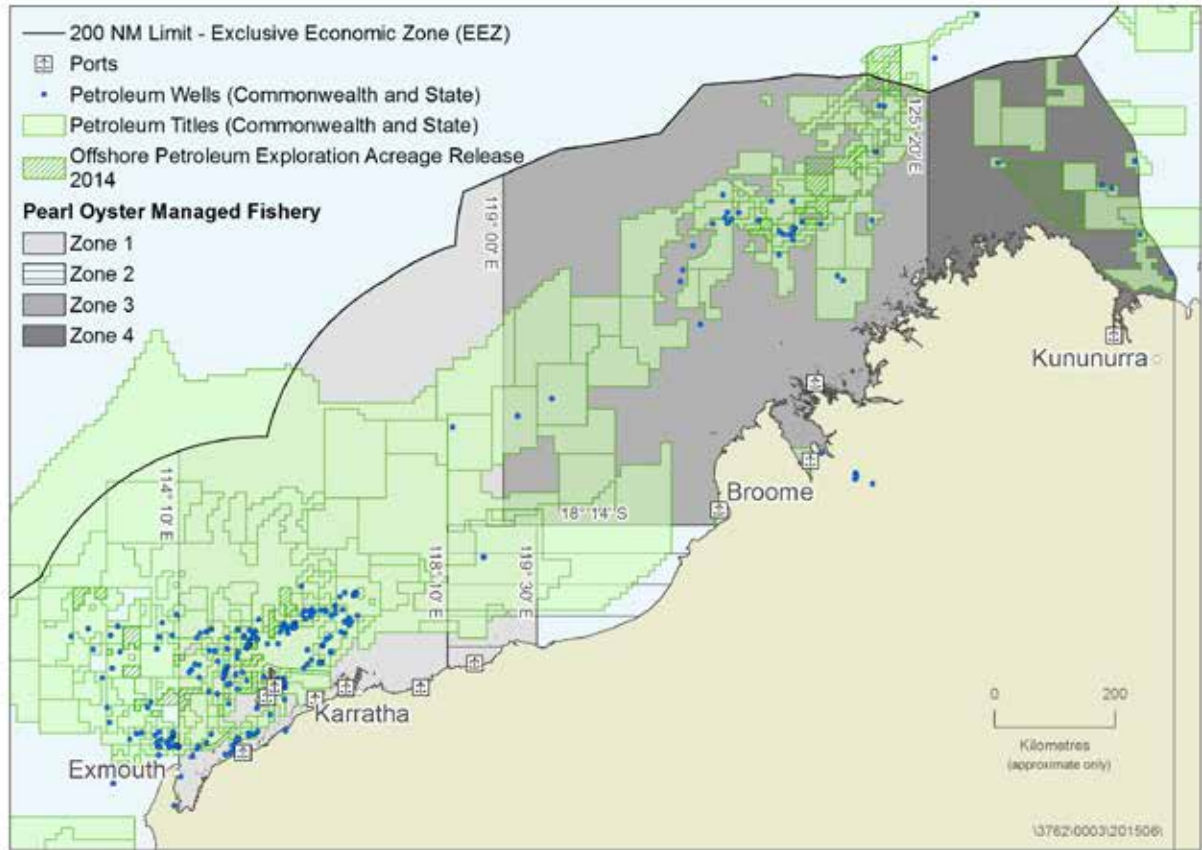 200 NM Limit - Exclusive Economic Zone (EEZ)
Ports
Petroleum Wells (Commonwealth and State)
Petroleum Titles (Commonwealth and State)
Offshore Petroleum Exploration Acreage Release
2014
Pearl Oyster Managed Fishery
Zone 1
Zone 2
Zone 3
Zone 4
125° 20' E
119° 00' E
Kununurra
Broome
18° 14' S
114° 10' E
118° 10' E
119° 30' E
Karratha
Exmouth
0 200
Kilometres
(approximate only)
\3762\0003\201506\